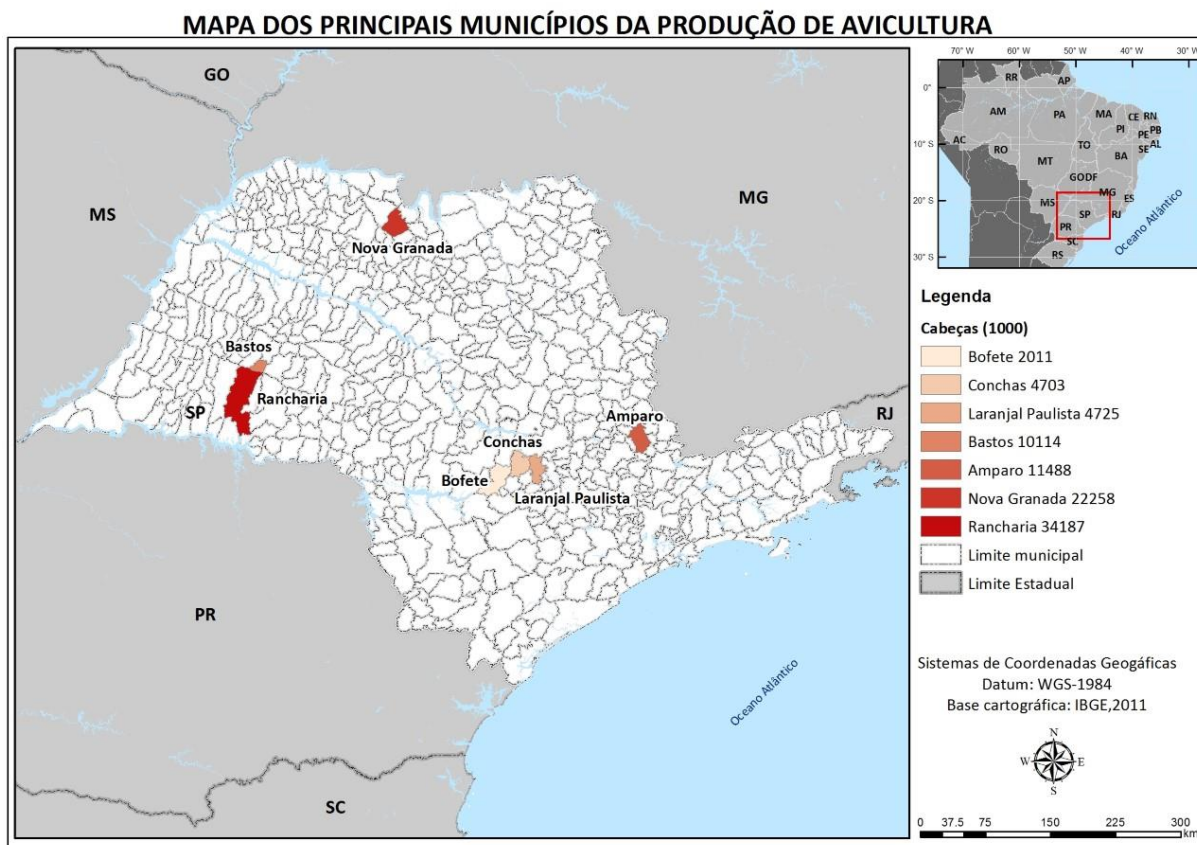 MAPA DOS PRINCIPAIS MUNICÍPIOS DA PRODUÇÃO DE AVICULTURA
GO
MS
MG
Nova Granada
Bastos
Rancharia
SP
Amparo
RJ
Conchas
Bofete
Laranjal Paulista
PR
Oceano Atlântico
SC
70° W
60° W
50° W
40° W
30° W
0°
10° S
20° S
30° S
RR
AP
AM
PA
MA
CE
RN
PI
PB
PE
AL
SE
AC
RO
TO
MT
BA
GODF
MG
ES
MS
SP
RJ
PR
SC
RS
Oceano Atlântico
Legenda
Cabeças (1000)
Bofete 2011
Conchas 4703
Laranjal Paulista 4725
Bastos 10114
Amparo 11488
Nova Granada 22258
Rancharia 34187
Limite municipal
Limite Estadual
Sistemas de Coordenadas Geogáficas
Datum: WGS-1984
Base cartográfica: IBGE,2011
N
W E
S
0 37.5 75 150 225 300
km